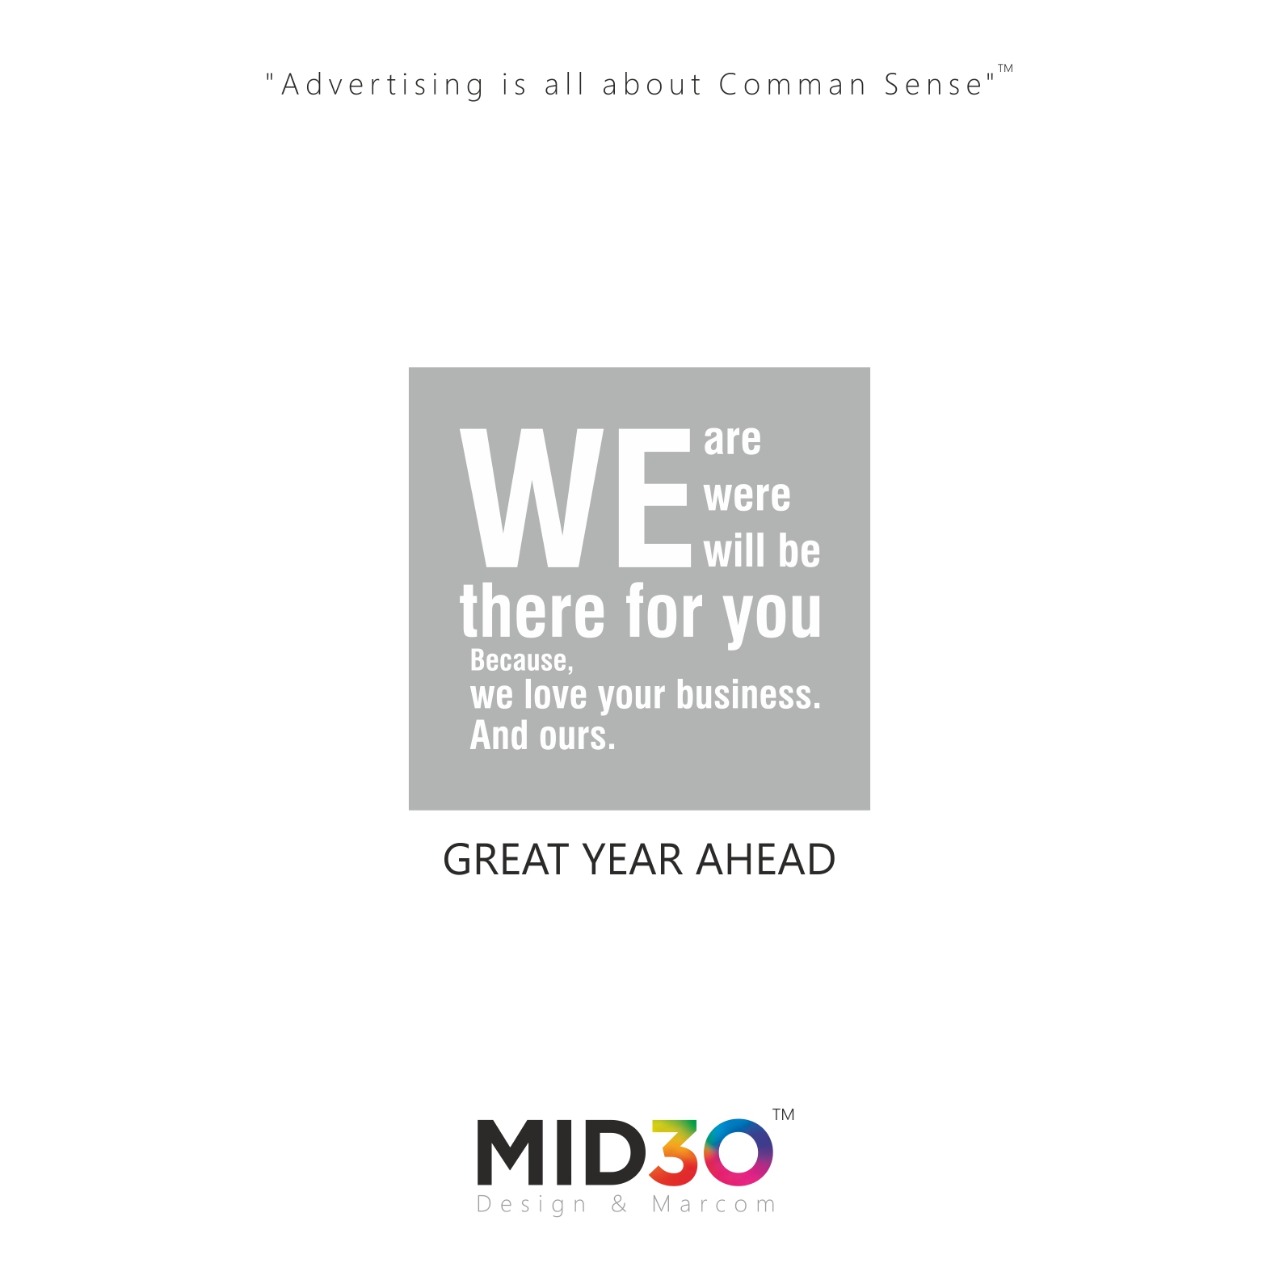 "Advertising is all about Comman Sense"™
WE are
were
will be
there for you
Because,
we love your business.
And ours.
GREAT YEAR AHEAD
MID30™
Design & Marcom